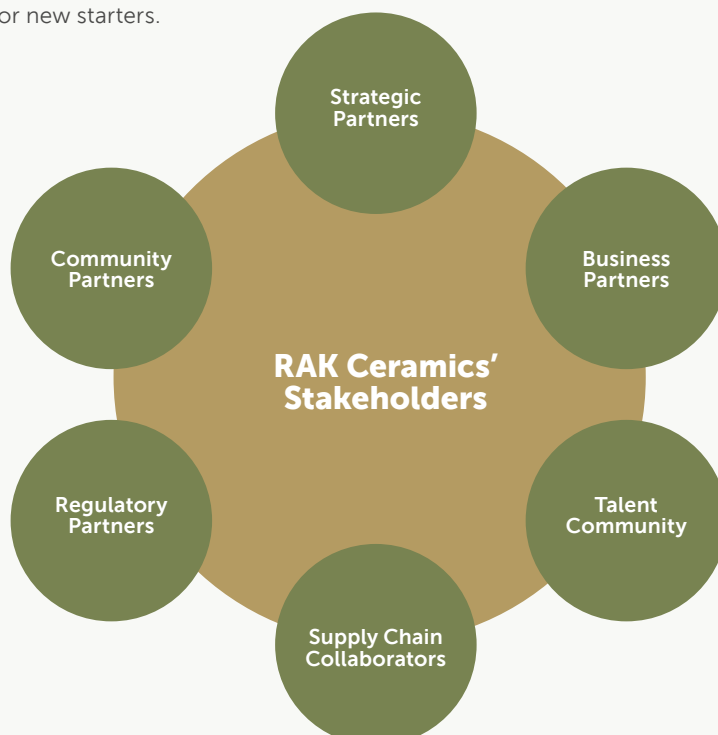 or new starters.
Strategic
Partners
Community
Partners
Business
Partners
RAK Ceramics’
Stakeholders
Regulatory
Partners
Talent
Community
Supply Chain
Collaborators